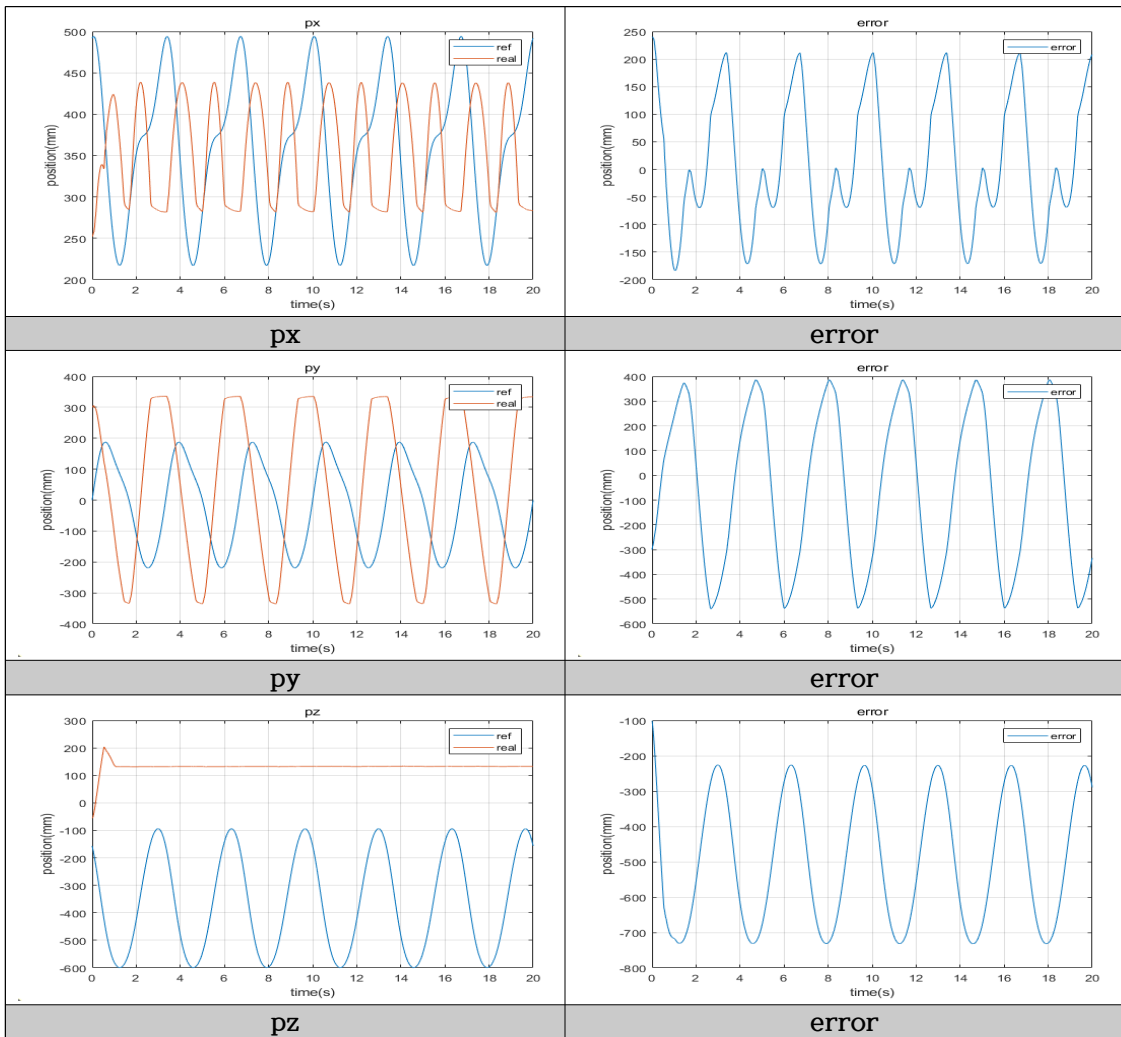 px
500
450
400
350
300
250
200
position(mm)
ref
real
0 2 4 6 8 10 12 14 16 18 20
time(s)
error
250
200
150
100
50
0
-50
-100
-150
-200
position(mm)
error
0 2 4 6 8 10 12 14 16 18 20
time(s)
px
error
py
400
300
200
100
0
-100
-200
-300
-400
position(mm)
ref
real
0 2 4 6 8 10 12 14 16 18 20
time(s)
error
400
300
200
100
0
-100
-200
-300
-400
-500
-600
position(mm)
error
0 2 4 6 8 10 12 14 16 18 20
time(s)
py
error
pz
300
200
100
0
-100
-200
-300
-400
-500
-600
position(mm)
ref
real
0 2 4 6 8 10 12 14 16 18 20
time(s)
error
-100
-200
-300
-400
-500
-600
-700
-800
position(mm)
error
0 2 4 6 8 10 12 14 16 18 20
time(s)
pz
error